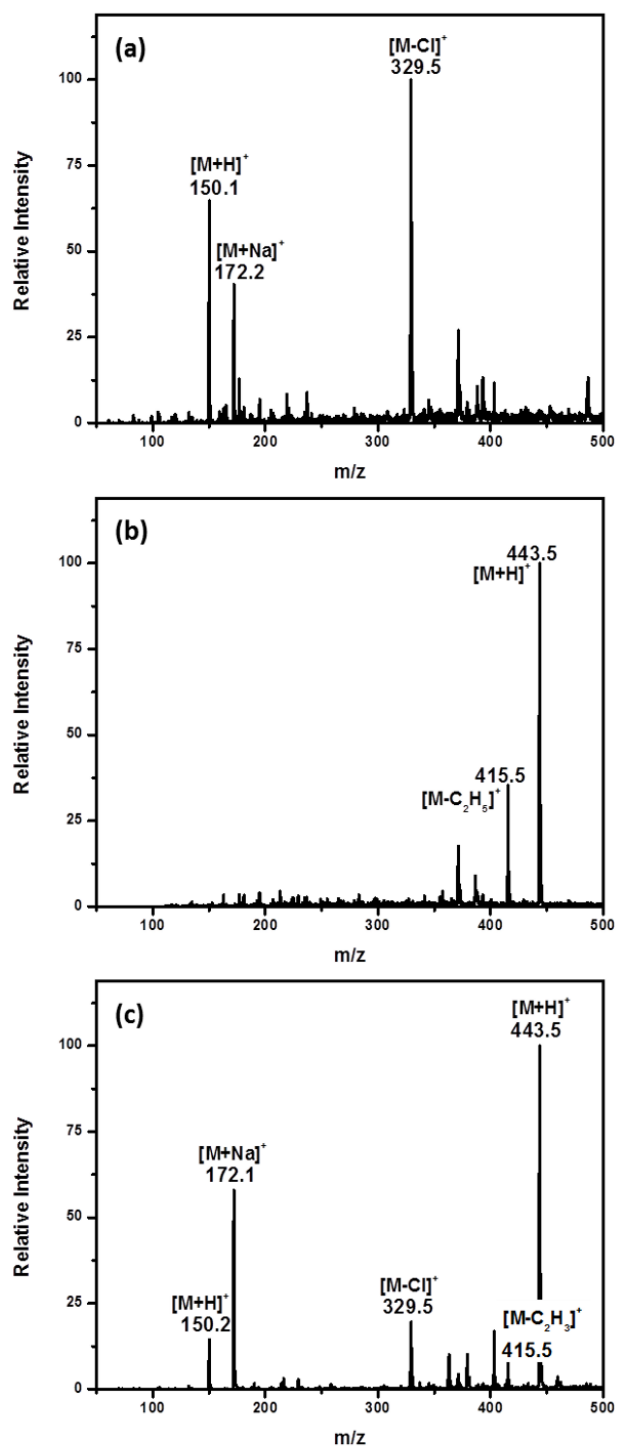 (a)
[M-Cl]⁺
329.5
[M+H]⁺
150.1
[M+Na]⁺
172.2
Relative Intensity
100
75
50
25
0
100 200 300 400 500
m/z
(b)
443.5
[M+H]⁺
415.5
[M-C₂H₅]⁺
Relative Intensity
100
75
50
25
0
100 200 300 400 500
m/z
(c)
[M+H]⁺
443.5
[M+Na]⁺
172.1
[M+H]⁺
150.2
[M-Cl]⁺
329.5
[M-C₂H₃]⁺
415.5
Relative Intensity
100
75
50
25
0
100 200 300 400 500
m/z